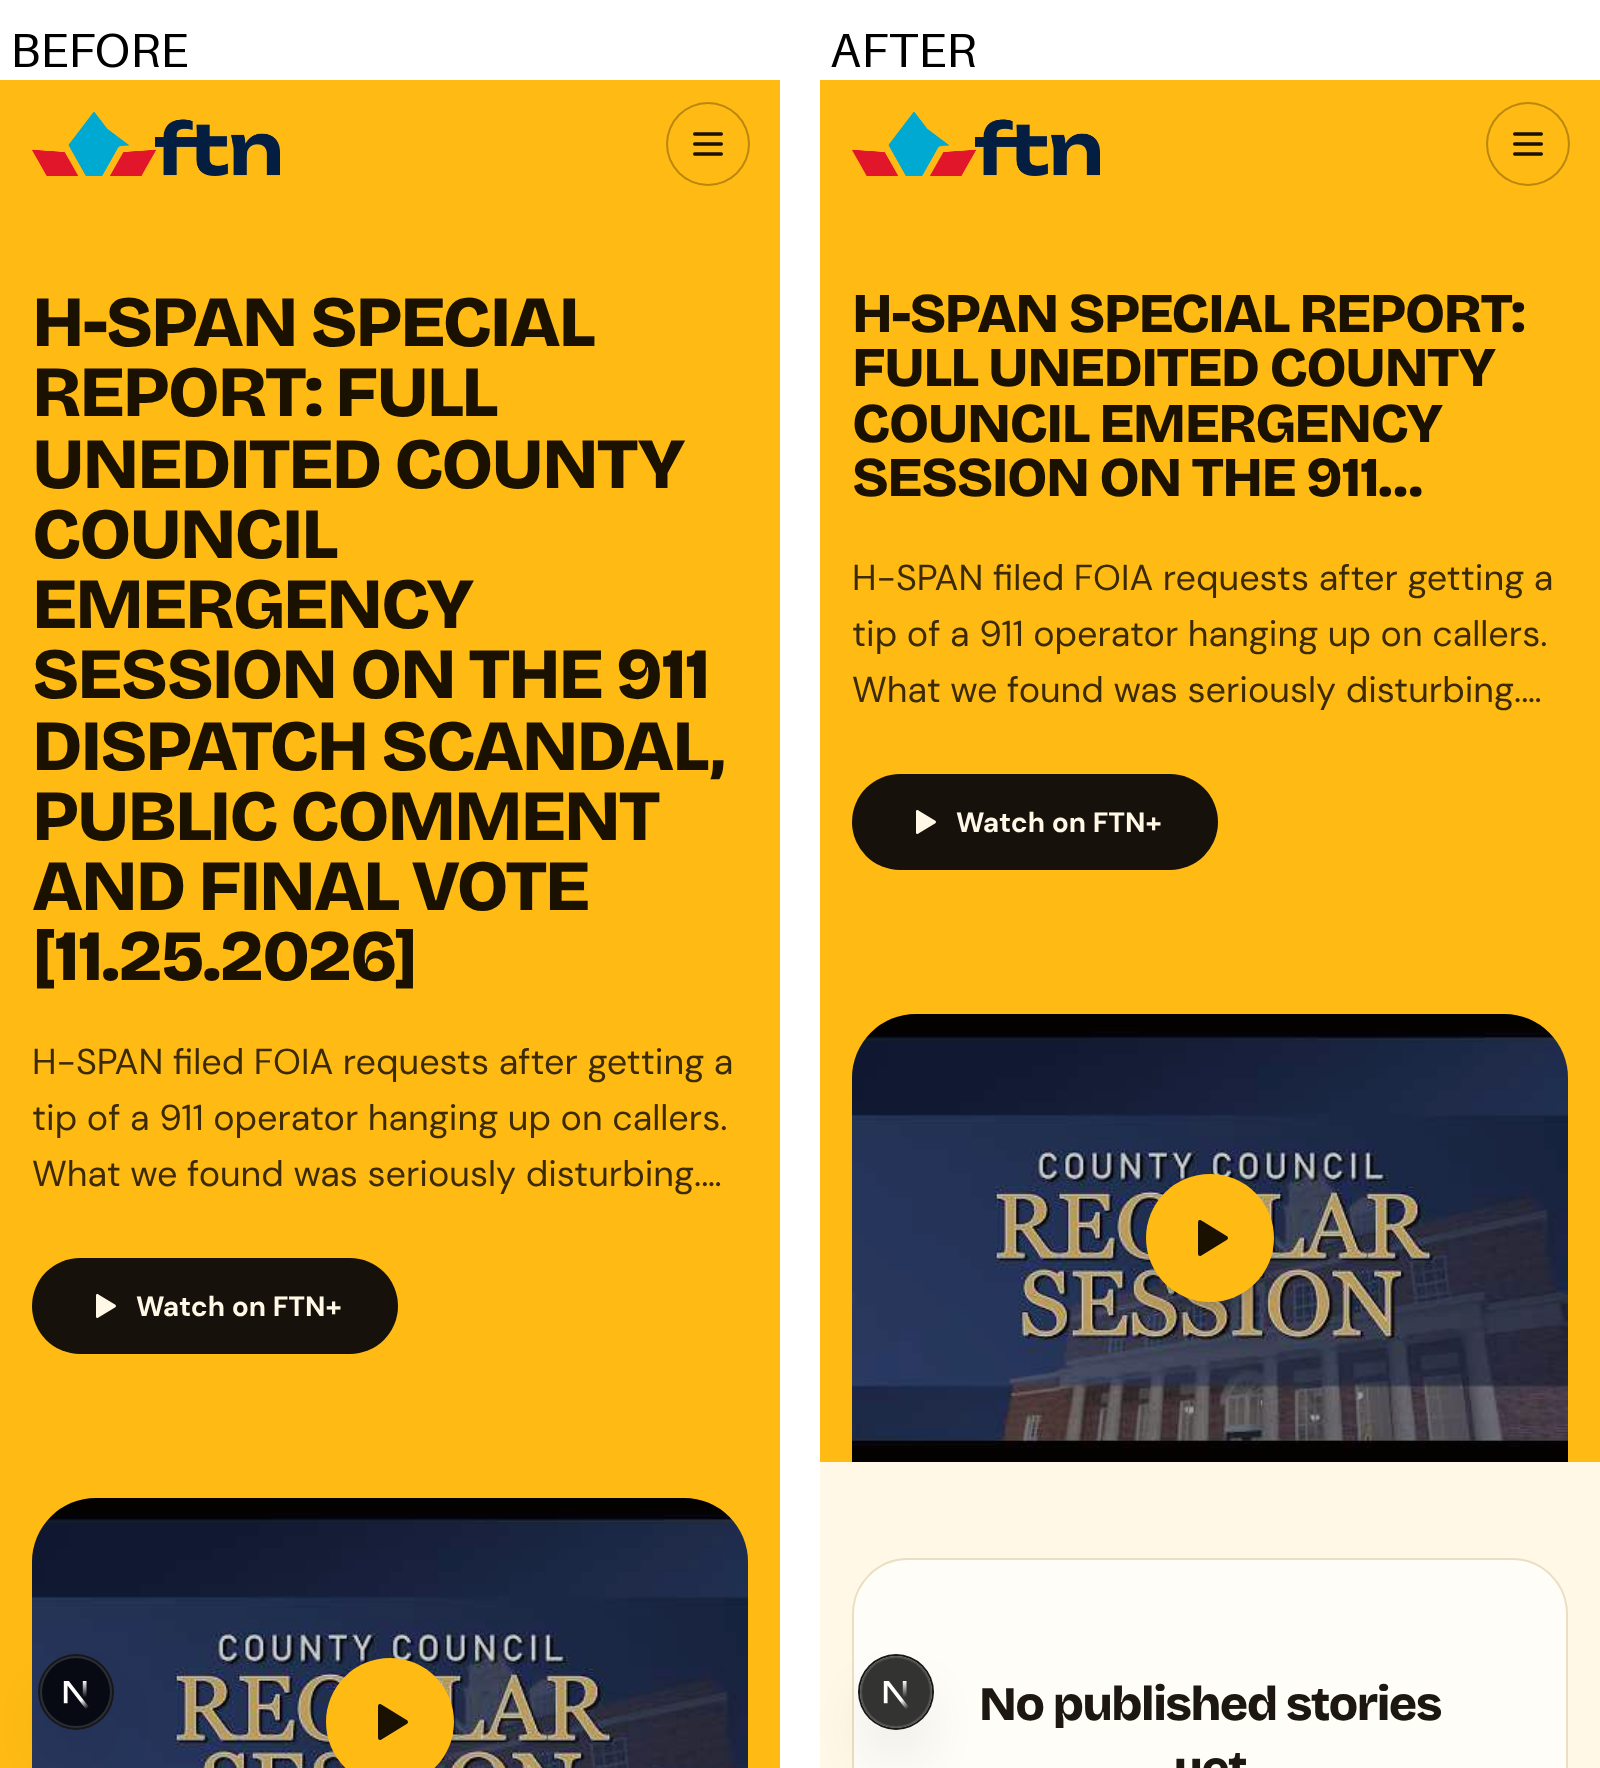 BEFORE
ftn
H-SPAN SPECIAL
REPORT: FULL
UNEDITED COUNTY
COUNCIL
EMERGENCY
SESSION ON THE 911
DISPATCH SCANDAL,
PUBLIC COMMENT
AND FINAL VOTE
[11.25.2026]
H-SPAN filed FOIA requests after getting a
tip of a 911 operator hanging up on callers.
What we found was seriously disturbing....
Watch on FTN+
COUNTY COUNCIL
N
AFTER
ftn
H-SPAN SPECIAL REPORT:
FULL UNEDITED COUNTY
COUNCIL EMERGENCY
SESSION ON THE 911...
H-SPAN filed FOIA requests after getting a
tip of a 911 operator hanging up on callers.
What we found was seriously disturbing....
Watch on FTN+
COUNTY COUNCIL
REGULAR
SESSION
N
No published stories
yet